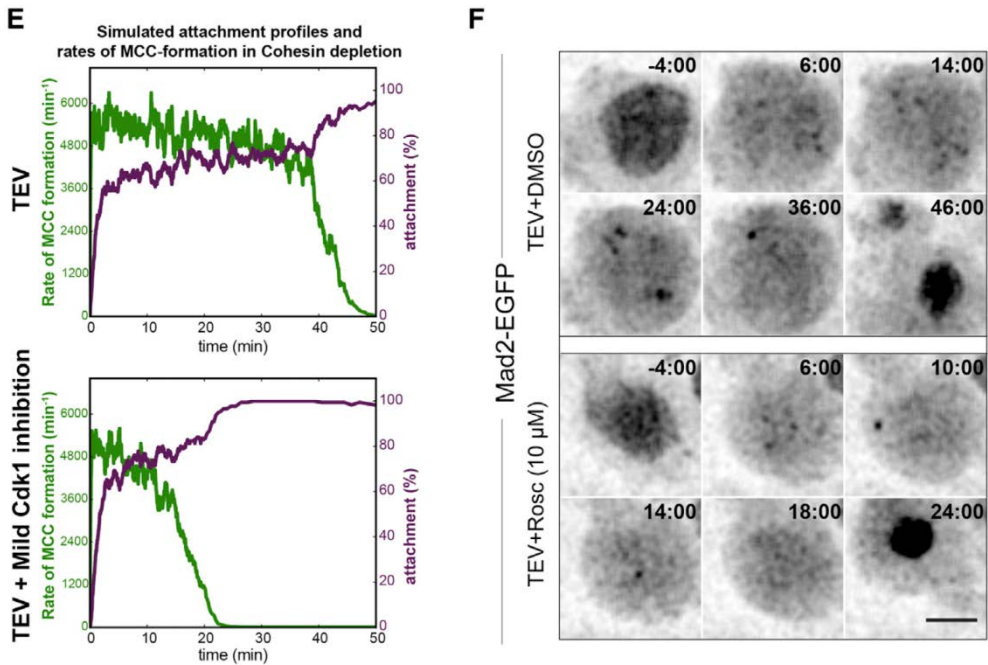 E
Simulated attachment profiles and
rates of MCC-formation in Cohesin depletion
TEV
Rate of MCC formation (min⁻¹)
6000
4800
3600
2400
1200
0
100
80
60
40
20
0
attachment (%)
0 10 20 30 40 50
time (min)
TEV + Mild Cdk1 inhibition
Rate of MCC formation (min⁻¹)
6000
4800
3600
2400
1200
0
100
80
60
40
20
0
attachment (%)
0 10 20 30 40 50
time (min)
F
Mad2-EGFP
TEV+DMSO
-4:00 6:00 14:00
24:00 36:00 46:00
TEV+Rosc (10 µM)
-4:00 6:00 10:00
14:00 18:00 24:00